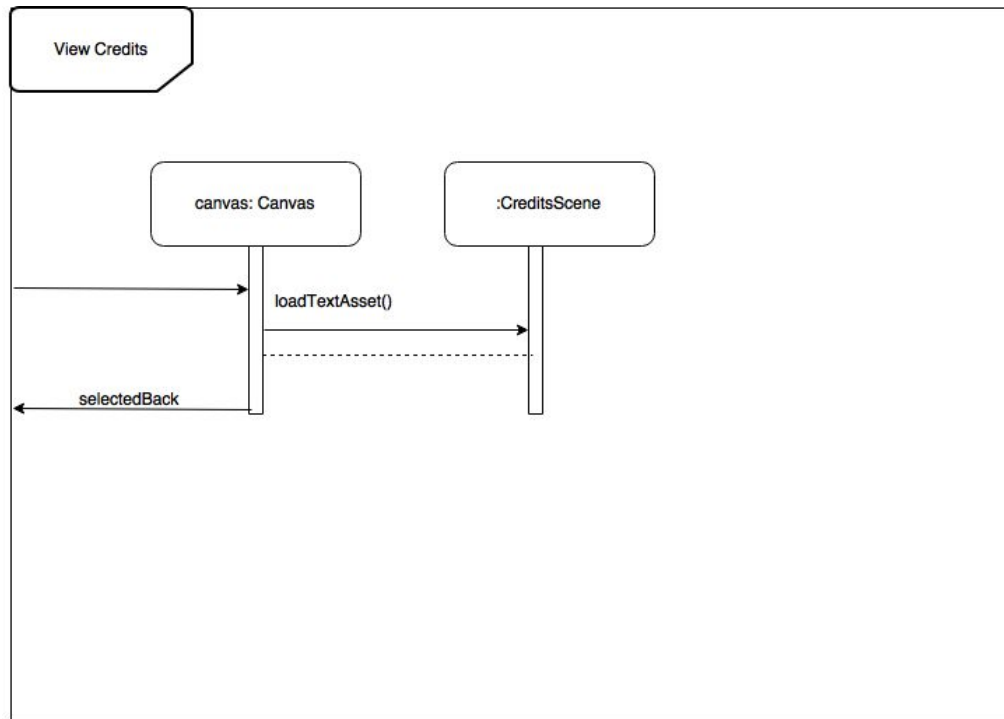 View Credits
canvas: Canvas
:CreditsScene
loadTextAsset()
selectedBack